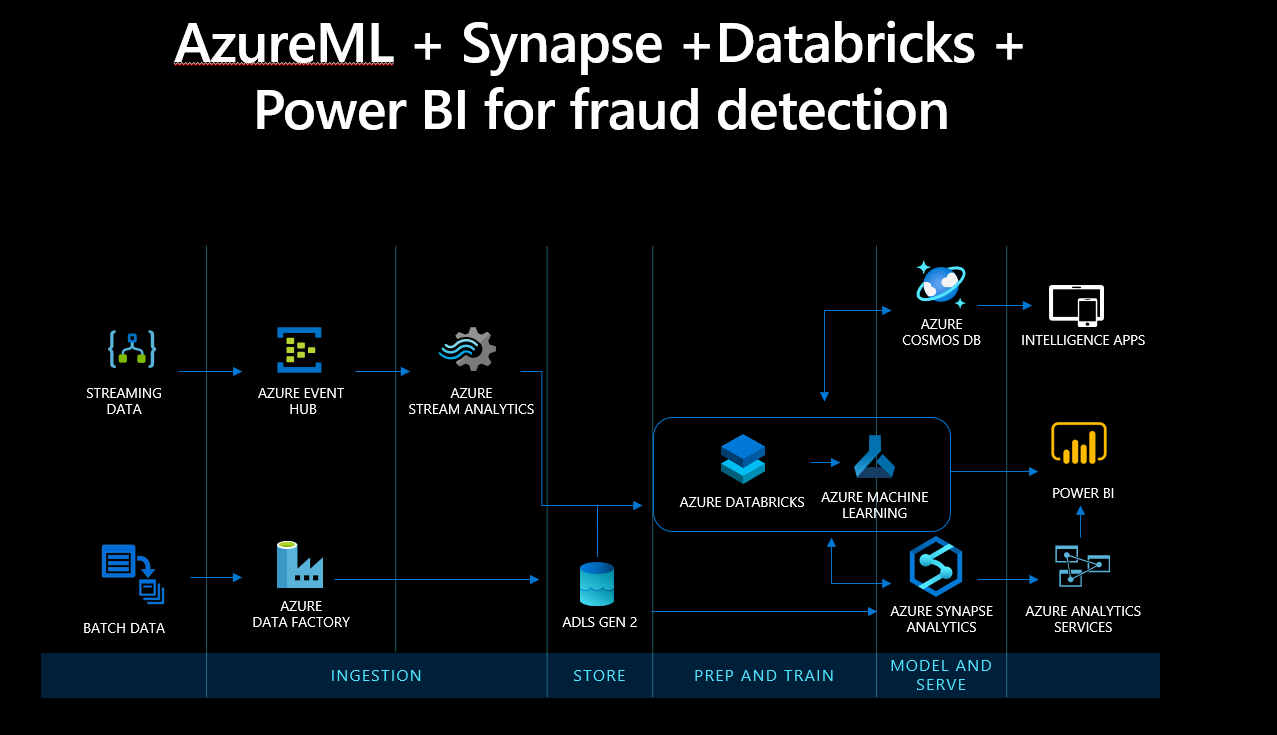 AzureML + Synapse +Databricks +
Power BI for fraud detection
STREAMING
DATA
AZURE EVENT
HUB
AZURE
STREAM ANALYTICS
AZURE
COSMOS DB
INTELLIGENCE APPS
AZURE DATABRICKS
AZURE MACHINE
LEARNING
POWER BI
BATCH DATA
AZURE
DATA FACTORY
ADLS GEN 2
AZURE SYNAPSE
ANALYTICS
AZURE ANALYTICS
SERVICES
INGESTION
STORE
PREP AND TRAIN
MODEL AND
SERVE